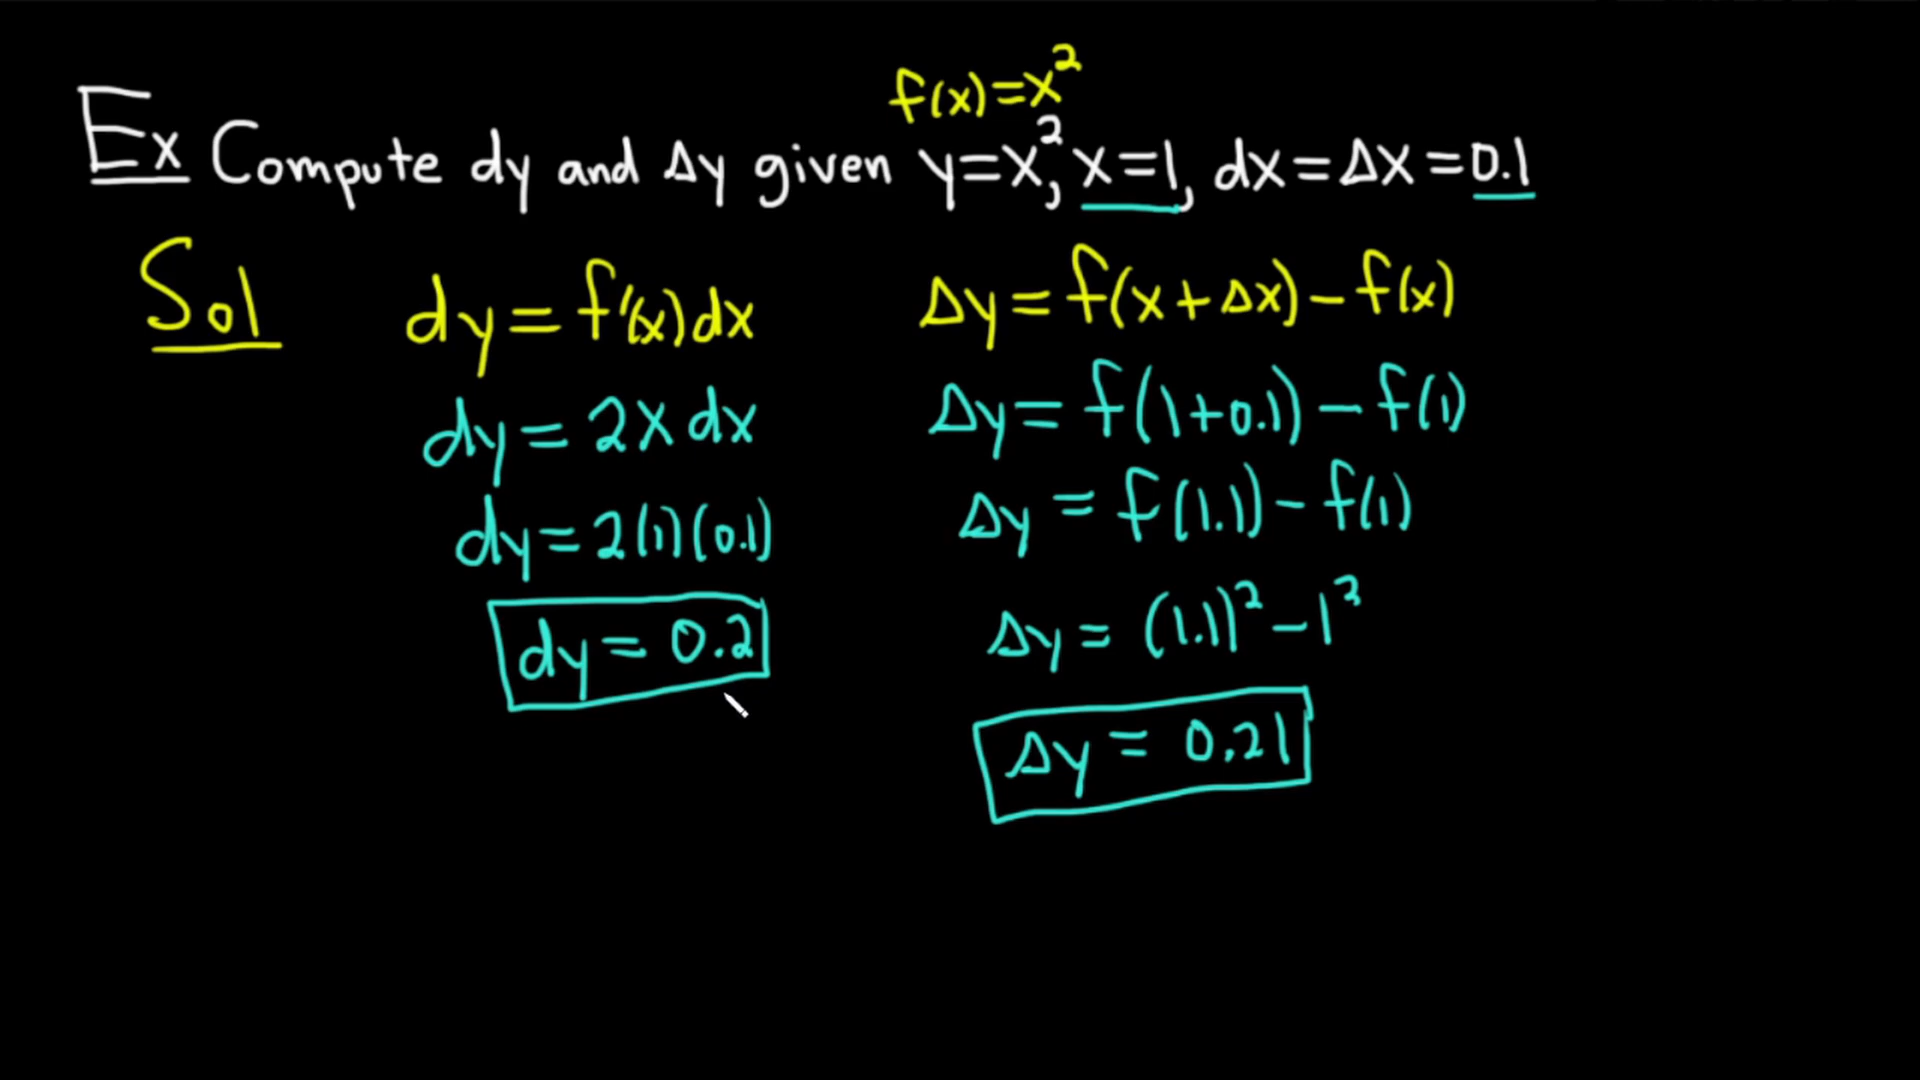 f(x)=x²
Ex Compute dy and Δy given y=x², x=1, dx=Δx=0.1
Sol
dy=f'(x)dx
dy=2xdx
dy=2(1)(0.1)
dy=0.2
Δy=f(x+Δx)-f(x)
Δy=f(1+0.1)-f(1)
Δy=f(1.1)-f(1)
Δy=(1.1)²-1²
Δy=0.21